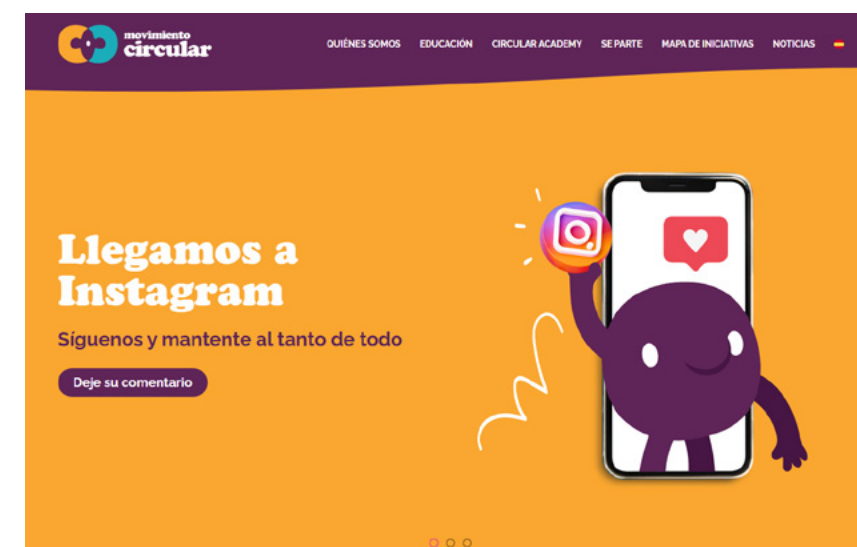 movimiento
circular
QUIÉNES SOMOS EDUCACIÓN CIRCULAR ACADEMY SE PARTE MAPA DE INICIATIVAS NOTICIAS
Llegamos a
Instagram
Síguenos y mantente al tanto de todo
Deje su comentario